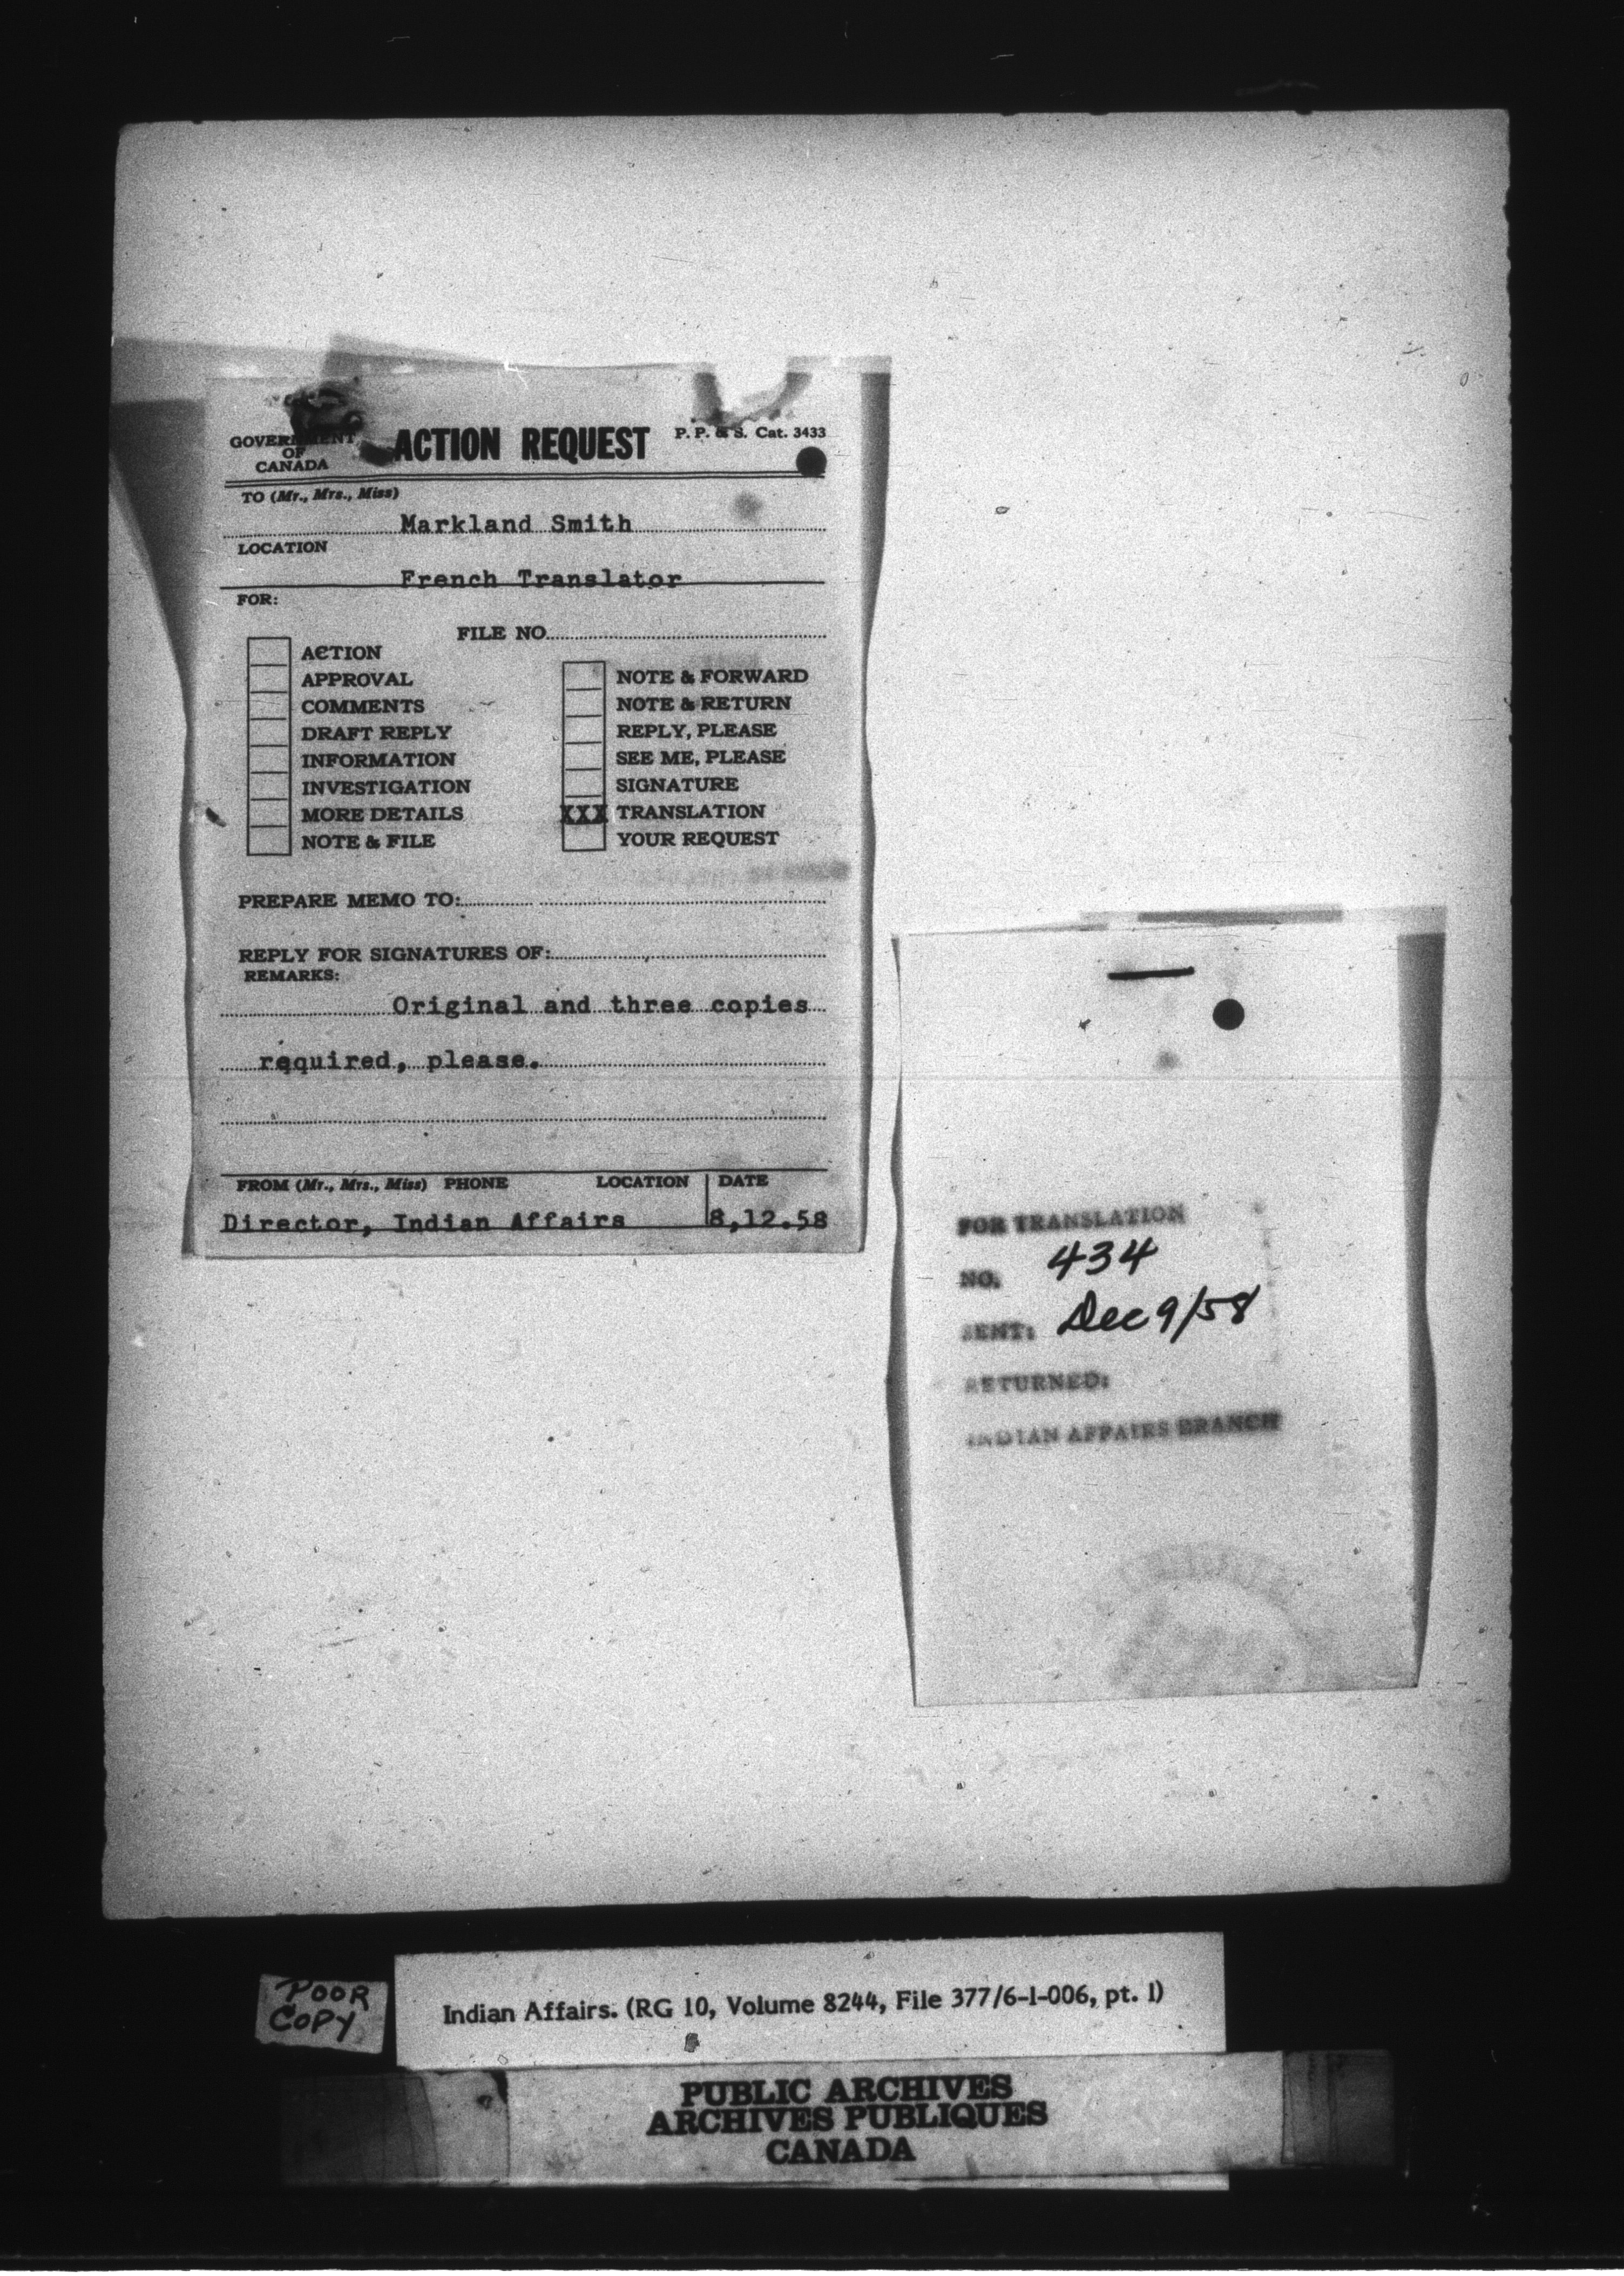 GOVERNMENT
OF
CANADA
ACTION REQUEST
P. P. & S. Cat. 3433
TO (Mr., Mrs., Miss)
Markland Smith
LOCATION
French Translator
FOR:
FILE NO.
ACTION
APPROVAL
COMMENTS
DRAFT REPLY
INFORMATION
INVESTIGATION
MORE DETAILS
NOTE & FILE
NOTE & FORWARD
NOTE & RETURN
REPLY, PLEASE
SEE ME, PLEASE
SIGNATURE
XXX TRANSLATION
YOUR REQUEST
PREPARE MEMO TO:
REPLY FOR SIGNATURES OF:
REMARKS:
Original and three copies
required, please.
FROM (Mr., Mrs., Miss) PHONE LOCATION DATE
Director, Indian Affairs 8,12.58
FOR TRANSLATION
NO. 434
SENT: Dec 9/58
RETURNED:
INDIAN AFFAIRS BRANCH
POOR
COPY
Indian Affairs. (RG 10, Volume 8244, File 377/6-1-006, pt. 1)
PUBLIC ARCHIVES
ARCHIVES PUBLIQUES
CANADA